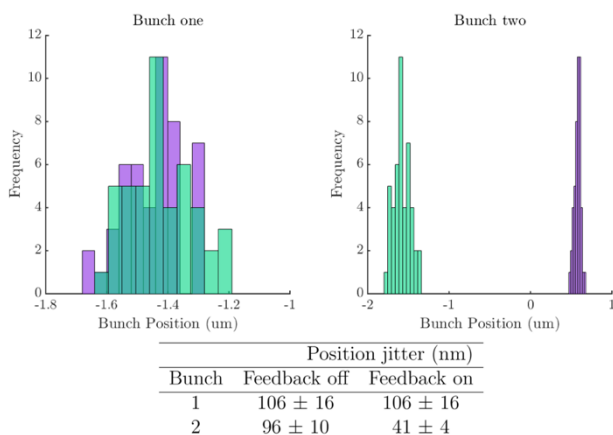 Bunch one
Bunch two
12
10
8
6
4
2
0
Frequency
-1.8
-1.6
-1.4
-1.2
-1
Bunch Position (um)
12
10
8
6
4
2
0
Frequency
-2
-1
0
1
Bunch Position (um)
Position jitter (nm)
Bunch Feedback off Feedback on
1 106 ± 16 106 ± 16
2 96 ± 10 41 ± 4